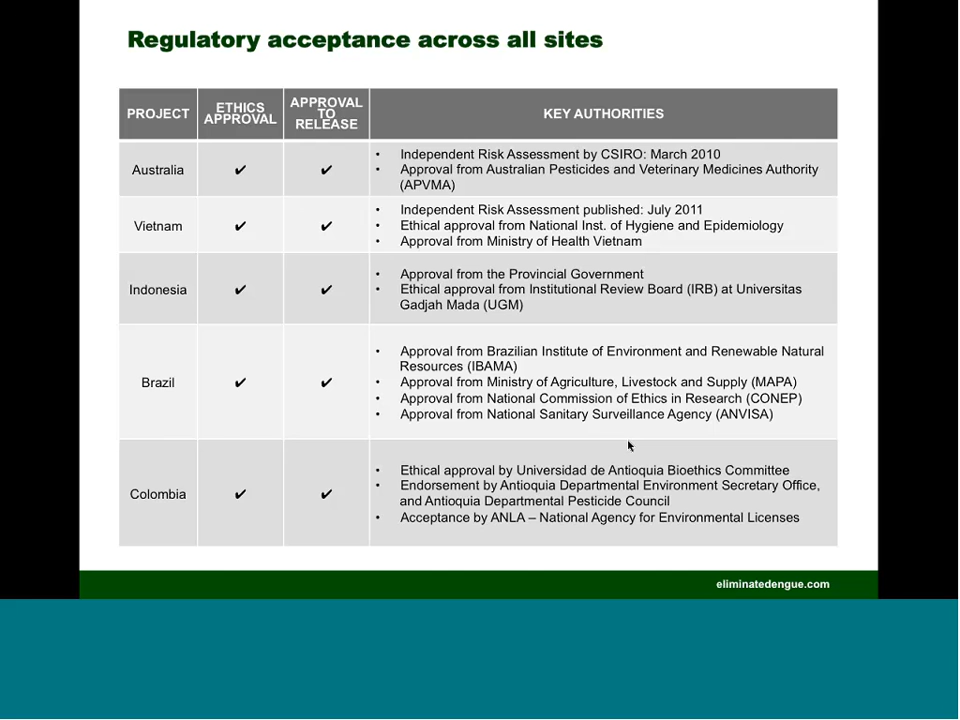 Regulatory acceptance across all sites
PROJECT
ETHICS
APPROVAL
APPROVAL
TO
RELEASE
KEY AUTHORITIES
Australia
✔
✔
• Independent Risk Assessment by CSIRO: March 2010
• Approval from Australian Pesticides and Veterinary Medicines Authority
(APVMA)
Vietnam
✔
✔
• Independent Risk Assessment published: July 2011
• Ethical approval from National Inst. of Hygiene and Epidemiology
• Approval from Ministry of Health Vietnam
Indonesia
✔
✔
• Approval from the Provincial Government
• Ethical approval from Institutional Review Board (IRB) at Universitas
Gadjah Mada (UGM)
Brazil
✔
✔
• Approval from Brazilian Institute of Environment and Renewable Natural
Resources (IBAMA)
• Approval from Ministry of Agriculture, Livestock and Supply (MAPA)
• Approval from National Commission of Ethics in Research (CONEP)
• Approval from National Sanitary Surveillance Agency (ANVISA)
Colombia
✔
✔
• Ethical approval by Universidad de Antioquia Bioethics Committee
• Endorsement by Antioquia Departmental Environment Secretary Office,
and Antioquia Departmental Pesticide Council
• Acceptance by ANLA – National Agency for Environmental Licenses
eliminatedengue.com